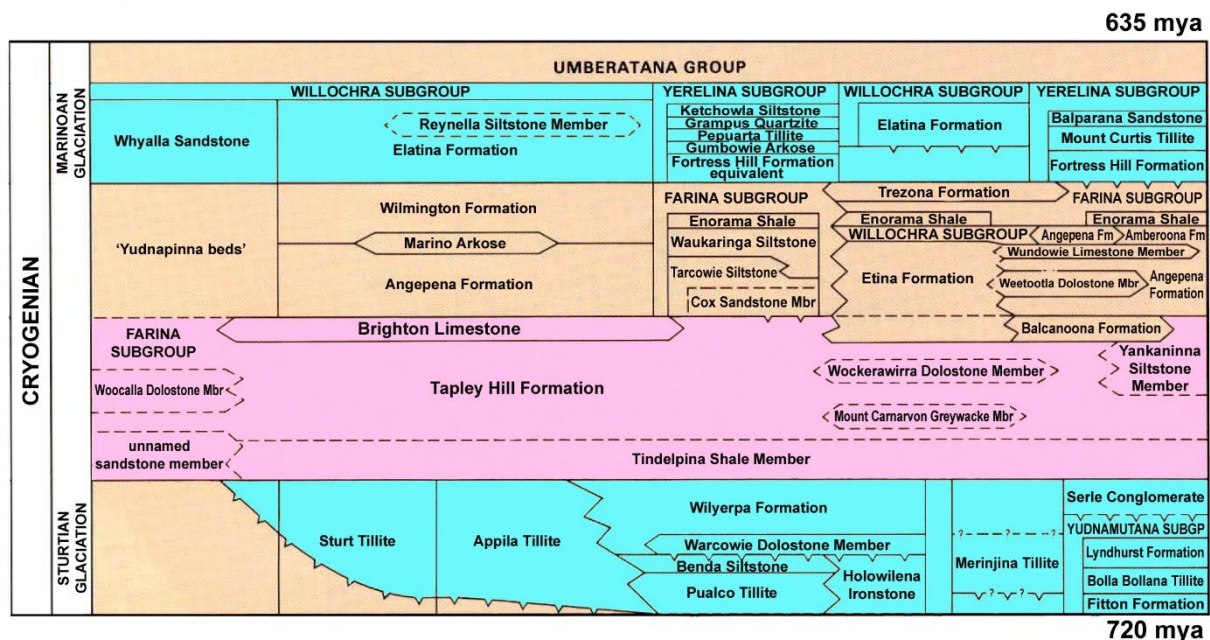 635 mya
UMBERATANA GROUP
CRYOGENIAN
MARINOAN
GLACIATION
WILLOCHRA SUBGROUP
YERELINA SUBGROUP
WILLOCHRA SUBGROUP
YERELINA SUBGROUP
Whyalla Sandstone
Reynella Siltstone Member
Elatina Formation
Ketchowla Siltstone
Grampus Quartzite
Pepuarta Tillite
Gumbowie Arkose
Fortress Hill Formation
equivalent
Elatina Formation
Balparana Sandstone
Mount Curtis Tillite
Fortress Hill Formation
'Yudnapinna beds'
Wilmington Formation
Marino Arkose
Angepena Formation
FARINA SUBGROUP
Enorama Shale
Waukaringa Siltstone
Tarcowie Siltstone
Cox Sandstone Mbr
Trezona Formation
Enorama Shale
WILLOCHRA SUBGROUP
Etina Formation
FARINA SUBGROUP
Enorama Shale
Angepena Fm
Amberoona Fm
Wundowie Limestone Member
Weetootla Dolostone Mbr
Angepena
Formation
Balcanoona Formation
FARINA
SUBGROUP
Brighton Limestone
Woocalla Dolostone Mbr
Tapley Hill Formation
Wockerawirra Dolostone Member
Yankaninna
Siltstone
Member
Mount Carnarvon Greywacke Mbr
unnamed
sandstone member
Tindelpina Shale Member
STURTIAN
GLACIATION
Sturt Tillite
Appila Tillite
Wilyerpa Formation
Warcowie Dolostone Member
Benda Siltstone
Pualco Tillite
Holowilena
Ironstone
? ?
Merinjina Tillite
? ?
Serle Conglomerate
YUDNAMUTANA SUBGP
Lyndhurst Formation
Bolla Bollana Tillite
Fitton Formation
720 mya